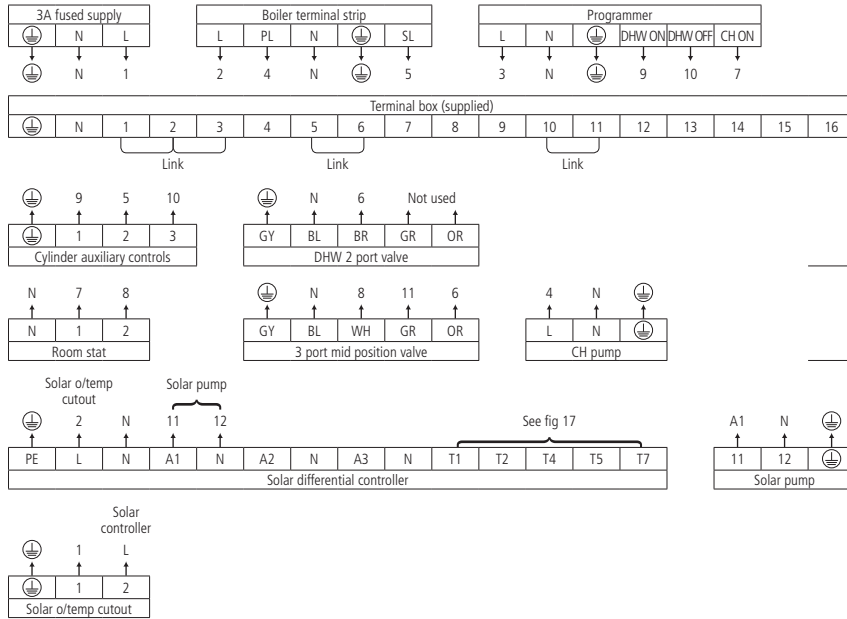 3A fused supply Boiler terminal strip Programmer
N L L PL N SL L N DHW ON DHW OFF CH ON
N 1 2 4 N 5 3 N 9 10 7
Terminal box (supplied)
N 1 2 3 4 5 6 7 8 9 10 11 12 13 14 15 16
Link Link Link
9 5 10 N 6 Not used
1 2 3 GY BL BR GR OR
Cylinder auxiliary controls DHW 2 port valve
N 7 8 N 8 11 6 4 N
N 1 2 GY BL WH GR OR L N
Room stat 3 port mid position valve CH pump
Solar o/temp
cutout
Solar pump
2 N 11 12 See fig 17 A1 N
PE L N A1 N A2 N A3 N T1 T2 T4 T5 T7 11 12
Solar differential controller Solar pump
Solar
controller
1 L
1 2
Solar o/temp cutout